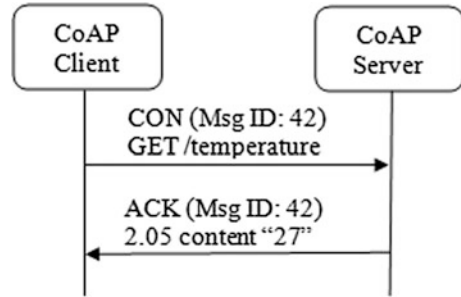 CoAP
Client
CoAP
Server
CON (Msg ID: 42)
GET /temperature
ACK (Msg ID: 42)
2.05 content “27”